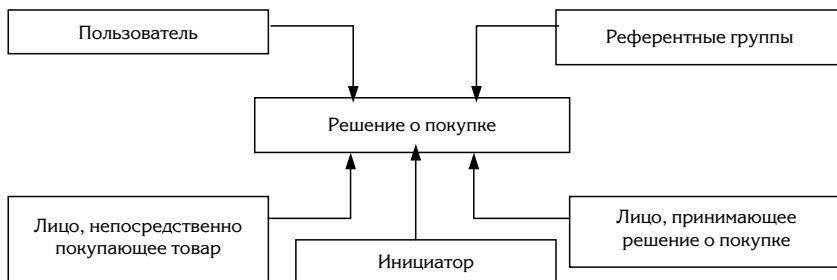 Пользователь
Референтные группы
Решение о покупке
Лицо, непосредственно
покупающее товар
Инициатор
Лицо, принимающее
решение о покупке